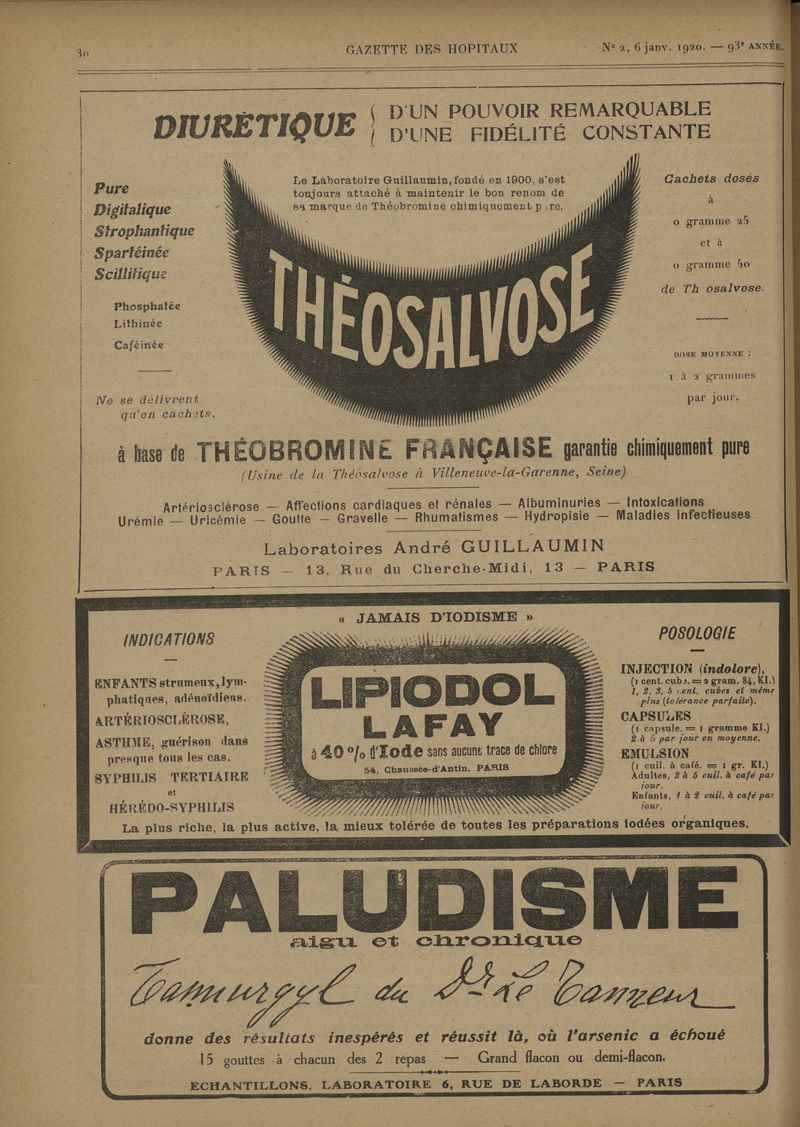 30
GAZETTE DES HOPITAUX
Nº 2, 6 janv. 1920. — 93e ANNÉE.
DIURÉTIQUE
D'UN POUVOIR REMARQUABLE
D'UNE FIDÉLITÉ CONSTANTE
Pure
Digitalique
Strophantique
Spartéinée
Scillitique
Phosphatée
Lithinée
Caféinée
Ne se délivrent
qu'en cachets.
Le Laboratoire Guillaumin, fondé en 1900, s'est
toujours attaché à maintenir le bon renom de
sa marque de Théobromine chimiquement p re.
THÉOSALVOSE
Cachets dosés
à
0 gramme 25
et à
0 gramme 50
de Th osalvose.
DOSE MOYENNE :
1 à 2 grammes
par jour.
à base de THÉOBROMINE FRANÇAISE garantie chimiquement pure
(Usine de la Théosalvose à Villeneuve-la-Garenne, Seine)
Artériosclérose — Affections cardiaques et rénales — Albuminuries — Intoxications
Urémie — Uricémie — Goutte — Gravelle — Rhumatismes — Hydropisie — Maladies infectieuses
Laboratoires André GUILLAUMIN
PARIS — 13, Rue du Cherche-Midi, 13 — PARIS
« JAMAIS D'IODISME »
INDICATIONS
ENFANTS strumeux, lym-
phatiques, adénoïdiens.
ARTÉRIOSCLÉROSE,
ASTHME, guérison dans
presque tous les cas.
SYPHILIS TERTIAIRE
et
HÉRÉDO-SYPHILIS
LIPIODOL
LAFAY
à 40 % d'Iode sans aucune trace de chlore
54, Chaussée-d'Antin, PARIS
POSOLOGIE
INJECTION (indolore),
(1 cent. cube. = 2 gram. 84, KI.)
1, 2, 3, 5 cent. cubes et même
plus (tolérance parfaite).
CAPSULES
(1 capsule. = 1 gramme KI.)
2 à 5 par jour en moyenne.
EMULSION
(1 cuil. à café. = 1 gr. KI.)
Adultes, 2 à 5 cuil. à café par
jour.
Enfants, 1 à 2 cuil. à café par
jour.
La plus riche, la plus active, la mieux tolérée de toutes les préparations iodées organiques.
PALUDISME
aigu et chronique
Tannurgyl du Dr Le Tanneur
donne des résultats inespérés et réussit là, où l'arsenic a échoué
15 gouttes à chacun des 2 repas — Grand flacon ou demi-flacon.
ECHANTILLONS, LABORATOIRE 6, RUE DE LABORDE — PARIS